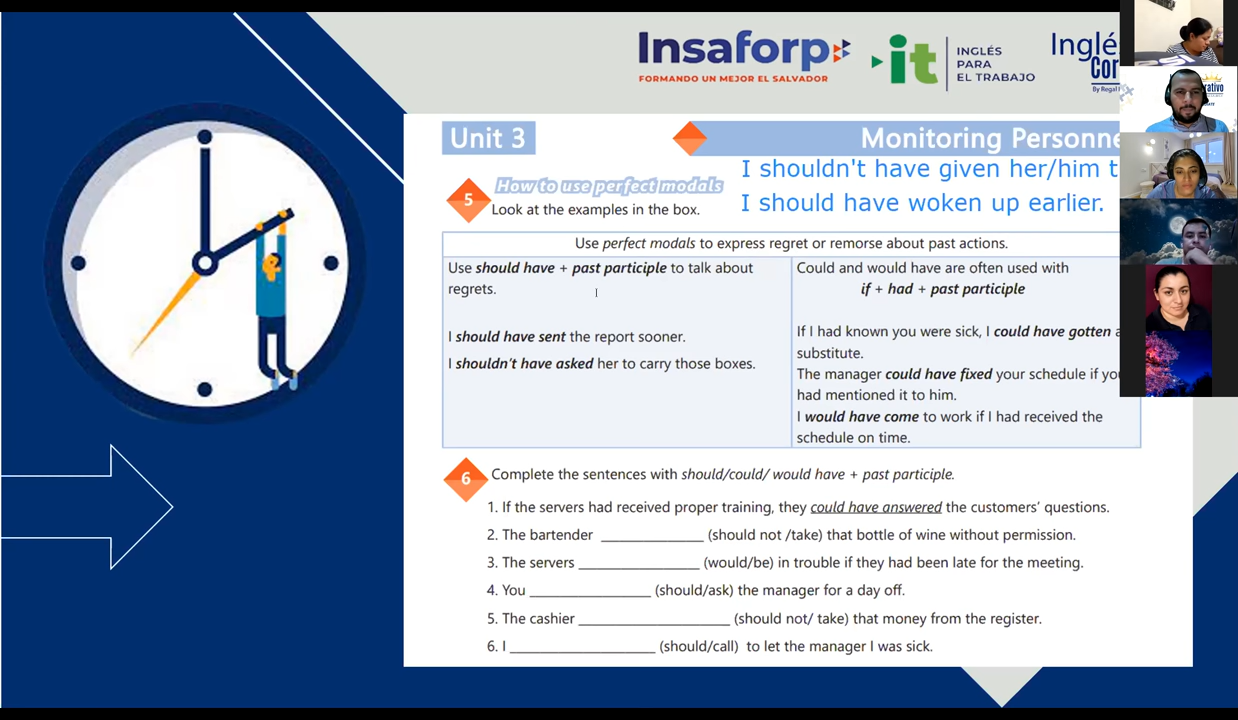 Insaforp
FORMANDO UN MEJOR EL SALVADOR
it
INGLÉS
PARA
EL TRABAJO
Unit 3
How to use perfect modals
I shouldn't have given her/him
5
Look at the examples in the box.
I should have woken up earlier.
Use perfect modals to express regret or remorse about past actions.
Use should have + past participle to talk about
regrets.
I should have sent the report sooner.
I shouldn't have asked her to carry those boxes.
Could and would have are often used with
if + had + past participle
If I had known you were sick, I could have gotten a
substitute.
The manager could have fixed your schedule if you
had mentioned it to him.
I would have come to work if I had received the
schedule on time.
6
Complete the sentences with should/could/ would have + past participle.
1. If the servers had received proper training, they could have answered the customers' questions.
2. The bartender ____________ (should not /take) that bottle of wine without permission.
3. The servers ______________ (would/be) in trouble if they had been late for the meeting.
4. You ______________ (should/ask) the manager for a day off.
5. The cashier __________________ (should not/ take) that money from the register.
6. I _________________ (should/call) to let the manager I was sick.